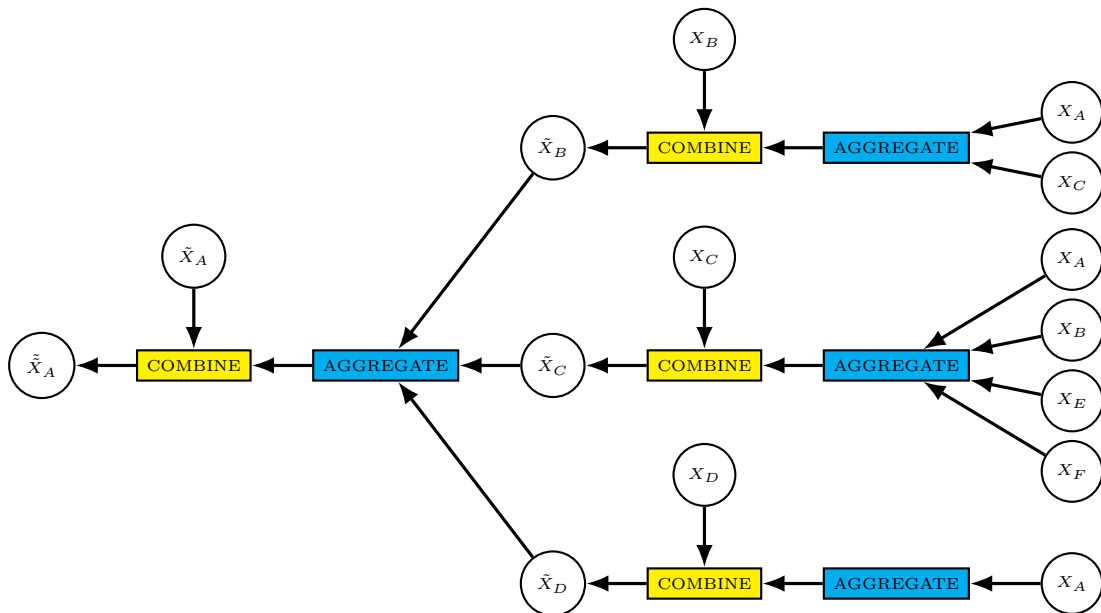 X_B
X_A
X̃_B
COMBINE
AGGREGATE
X_C
X̃_A
X_C
X_A
X_B
X̃̃_A
COMBINE
AGGREGATE
X̃_C
COMBINE
AGGREGATE
X_E
X_D
X_F
X̃_D
COMBINE
AGGREGATE
X_A